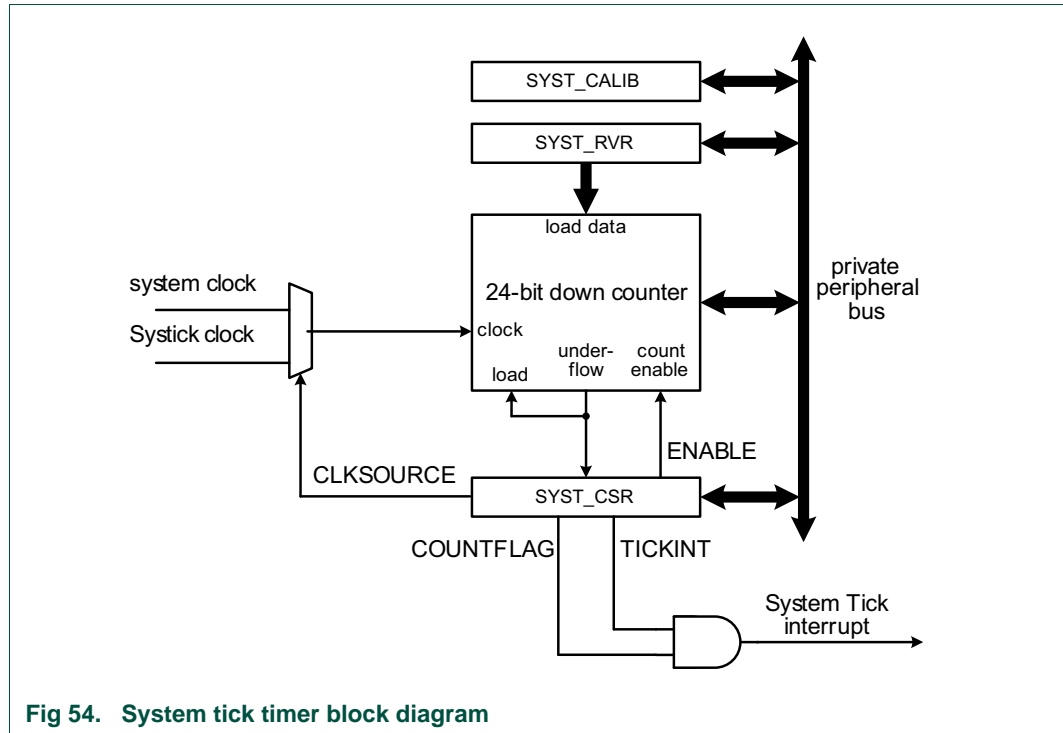 SYST_CALIB
SYST_RVR
load data
system clock
24-bit down counter
private
peripheral
bus
Systick clock
clock
under-
flow
count
enable
load
ENABLE
CLKSOURCE
SYST_CSR
COUNTFLAG
TICKINT
System Tick
interrupt
Fig 54. System tick timer block diagram